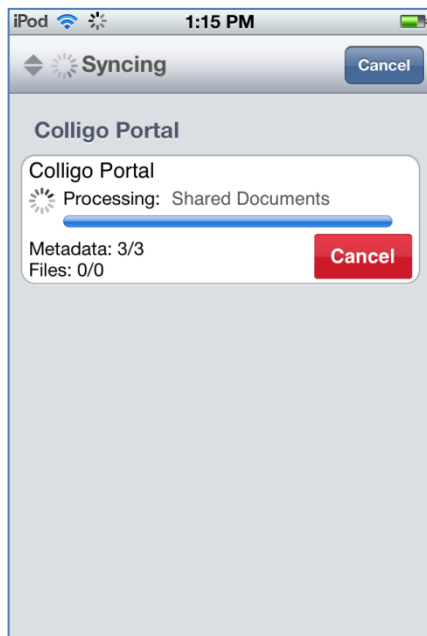 iPod 1:15 PM
Syncing Cancel
Colligo Portal
Colligo Portal
Processing: Shared Documents
Metadata: 3/3
Files: 0/0
Cancel